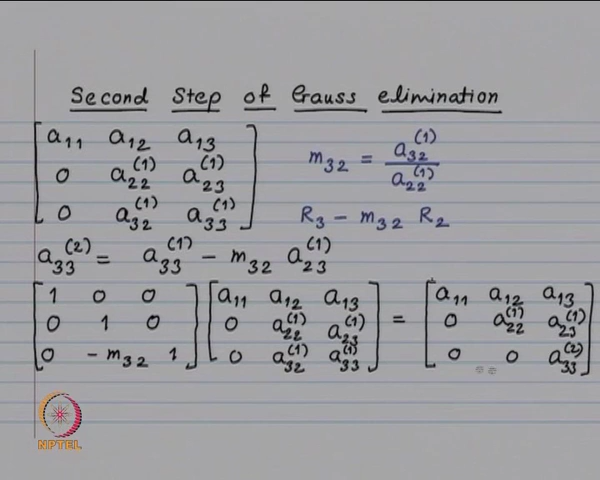 Second Step of Gauss elimination
a11 a12 a13
0 a22^(1) a23^(1)
0 a32^(1) a33^(1)
m32 = a32^(1) / a22^(1)
R3 - m32 R2
a33^(2) = a33^(1) - m32 a23^(1)
1 0 0
0 1 0
0 -m32 1
a11 a12 a13
0 a22^(1) a23^(1)
0 a32^(1) a33^(1)
=
a11 a12 a13
0 a22^(1) a23^(1)
0 0 a33^(2)
NPTEL